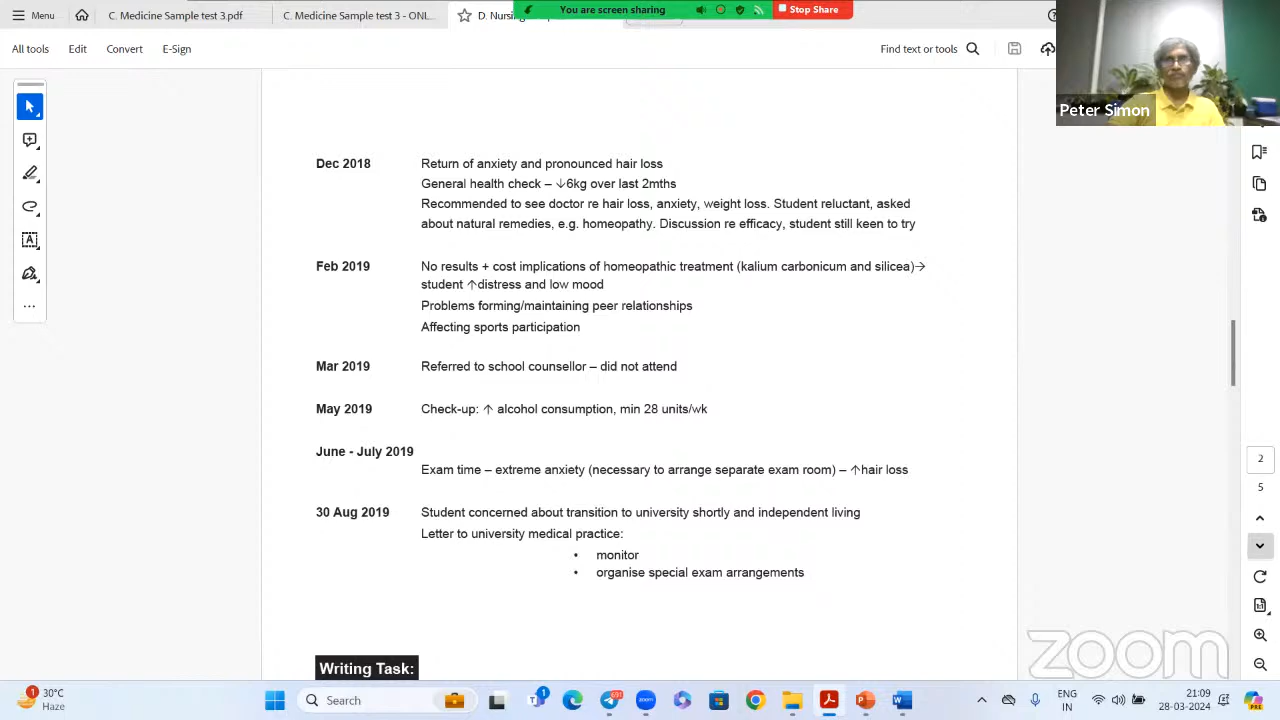 Menu
C. Medicine Sample 2 3.pdf
C. Medicine Sample test 3 - ONL..
D. Nursi
You are screen sharing
Stop Share
All tools
Edit
Convert
E-Sign
Find text or tools
Peter Simon
Dec 2018 Return of anxiety and pronounced hair loss
General health check – ↓6kg over last 2mths
Recommended to see doctor re hair loss, anxiety, weight loss. Student reluctant, asked
about natural remedies, e.g. homeopathy. Discussion re efficacy, student still keen to try
Feb 2019 No results + cost implications of homeopathic treatment (kalium carbonicum and silicea)→
student ↑distress and low mood
Problems forming/maintaining peer relationships
Affecting sports participation
Mar 2019 Referred to school counsellor – did not attend
May 2019 Check-up: ↑ alcohol consumption, min 28 units/wk
June - July 2019
Exam time – extreme anxiety (necessary to arrange separate exam room) – ↑hair loss
30 Aug 2019 Student concerned about transition to university shortly and independent living
Letter to university medical practice:
• monitor
• organise special exam arrangements
Writing Task:
2
5
zoom
1
30°C
Haze
Search
1
691
zoom
ENG
IN
21:09
28-03-2024